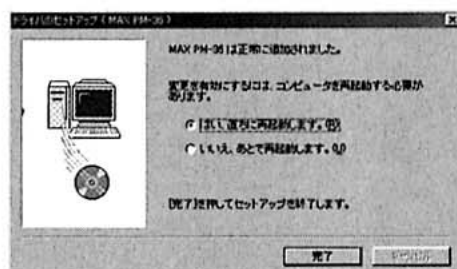 ドライバのセットアップ(MAX PM-36)
MAX PM-36は正常に追加されました。
変更を有効にするには、コンピュータを再起動する必要が
あります。
はい、直ちに再起動します。(Y)
いいえ、あとで再起動します。(N)
[完了]を押してセットアップを終了します。
完了
キャンセル